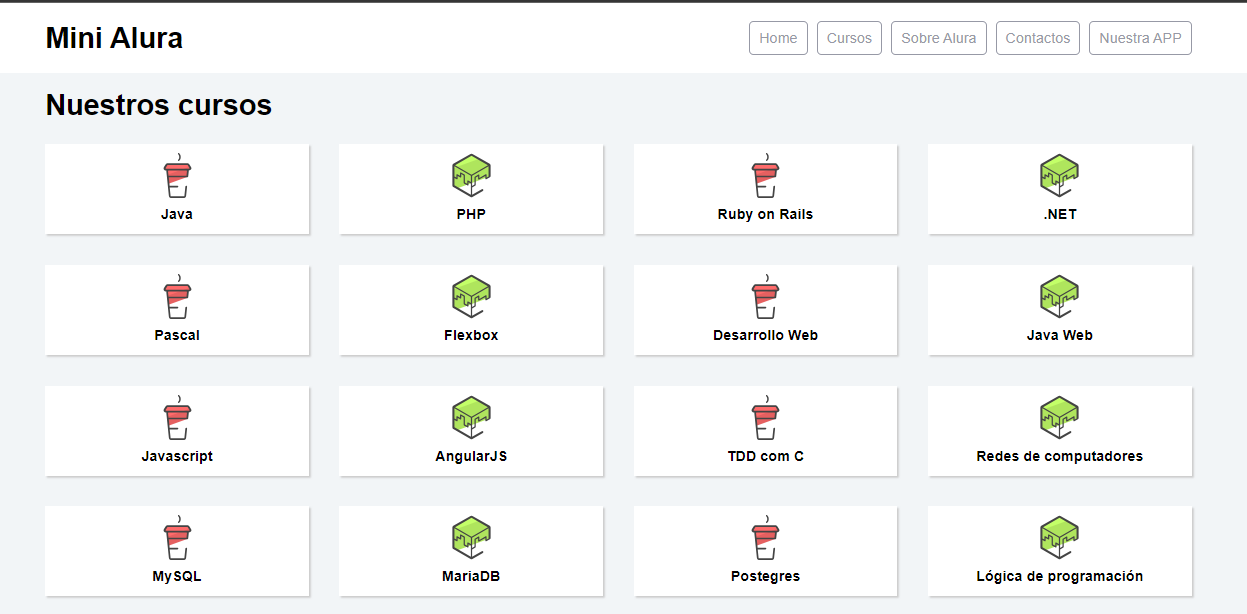 Mini Alura
Home Cursos Sobre Alura Contactos Nuestra APP
Nuestros cursos
Java PHP Ruby on Rails .NET
Pascal Flexbox Desarrollo Web Java Web
Javascript AngularJS TDD com C Redes de computadores
MySQL MariaDB Postegres Lógica de programación